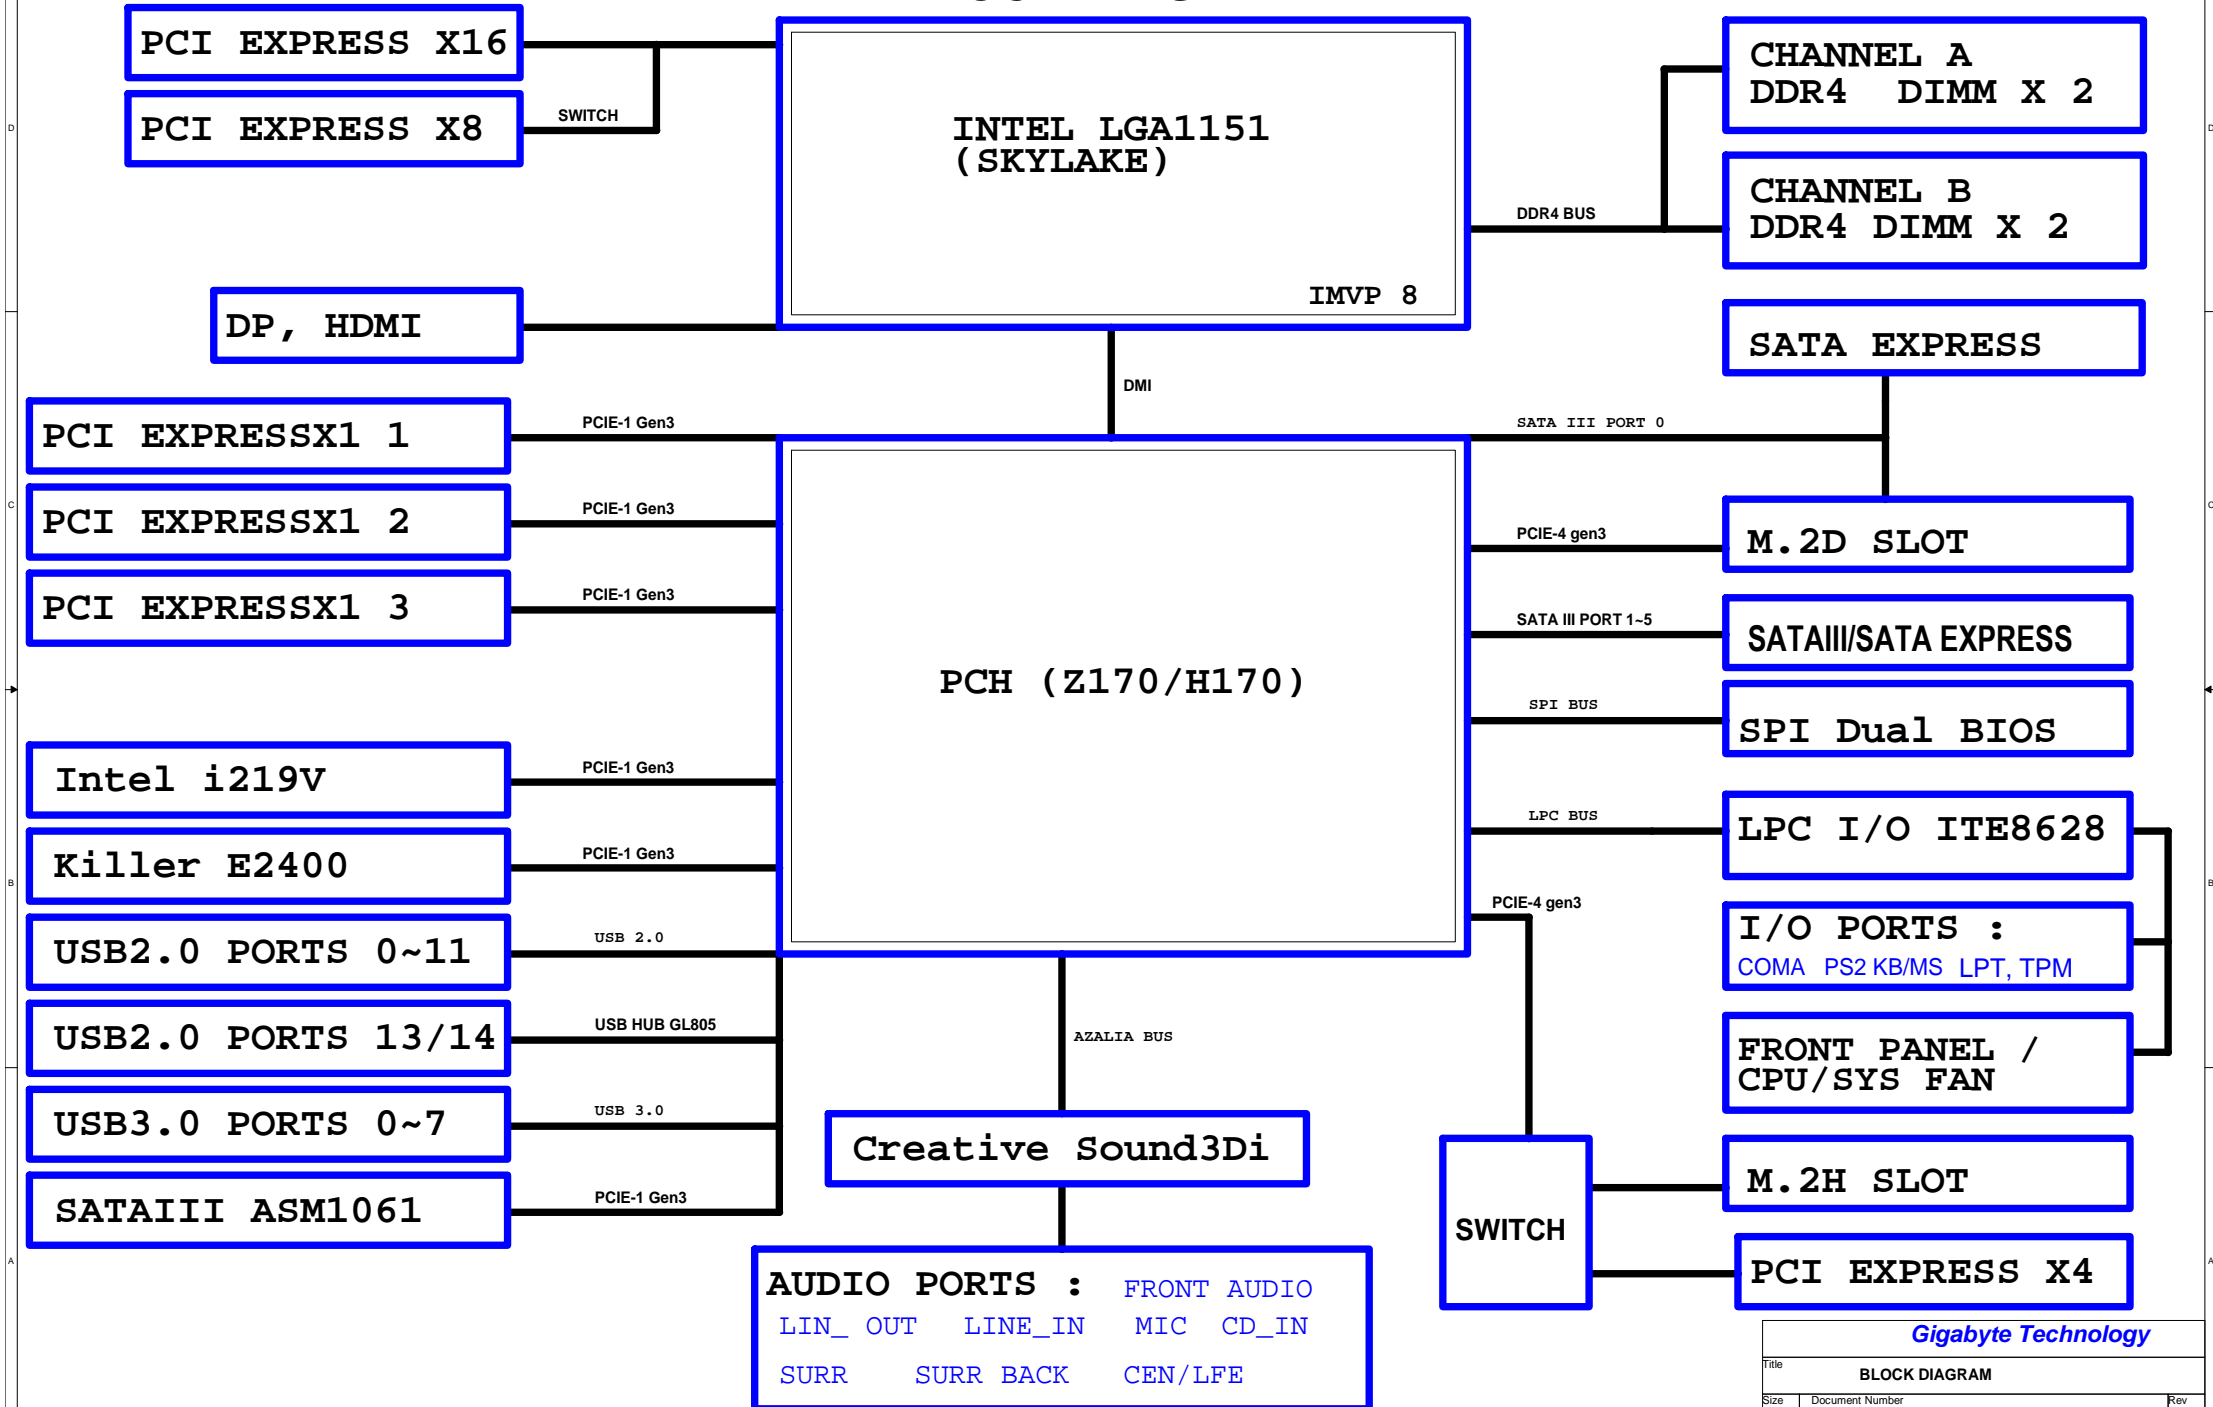 PCI EXPRESS X16
PCI EXPRESS X8
SWITCH
INTEL LGA1151
(SKYLAKE)
IMVP 8
CHANNEL A
DDR4 DIMM X 2
DDR4 BUS
CHANNEL B
DDR4 DIMM X 2
DP, HDMI
SATA EXPRESS
DMI
PCI EXPRESSX1 1
PCIE-1 Gen3
SATA III PORT 0
PCI EXPRESSX1 2
PCIE-1 Gen3
PCIE-4 gen3
M.2D SLOT
PCI EXPRESSX1 3
PCIE-1 Gen3
SATA III PORT 1~5
SATAIII/SATA EXPRESS
PCH (Z170/H170)
SPI BUS
SPI Dual BIOS
Intel i219V
PCIE-1 Gen3
LPC BUS
LPC I/O ITE8628
Killer E2400
PCIE-1 Gen3
PCIE-4 gen3
I/O PORTS :
COMA PS2 KB/MS LPT, TPM
USB2.0 PORTS 0~11
USB 2.0
USB2.0 PORTS 13/14
USB HUB GL805
AZALIA BUS
FRONT PANEL /
CPU/SYS FAN
USB3.0 PORTS 0~7
USB 3.0
Creative Sound3Di
SATAIII ASM1061
PCIE-1 Gen3
SWITCH
M.2H SLOT
PCI EXPRESS X4
AUDIO PORTS : FRONT AUDIO
LIN_ OUT LINE_IN MIC CD_IN
SURR SURR BACK CEN/LFE
Gigabyte Technology
Title
BLOCK DIAGRAM
Size Document Number Rev
D
D
C
C
B
B
A
A